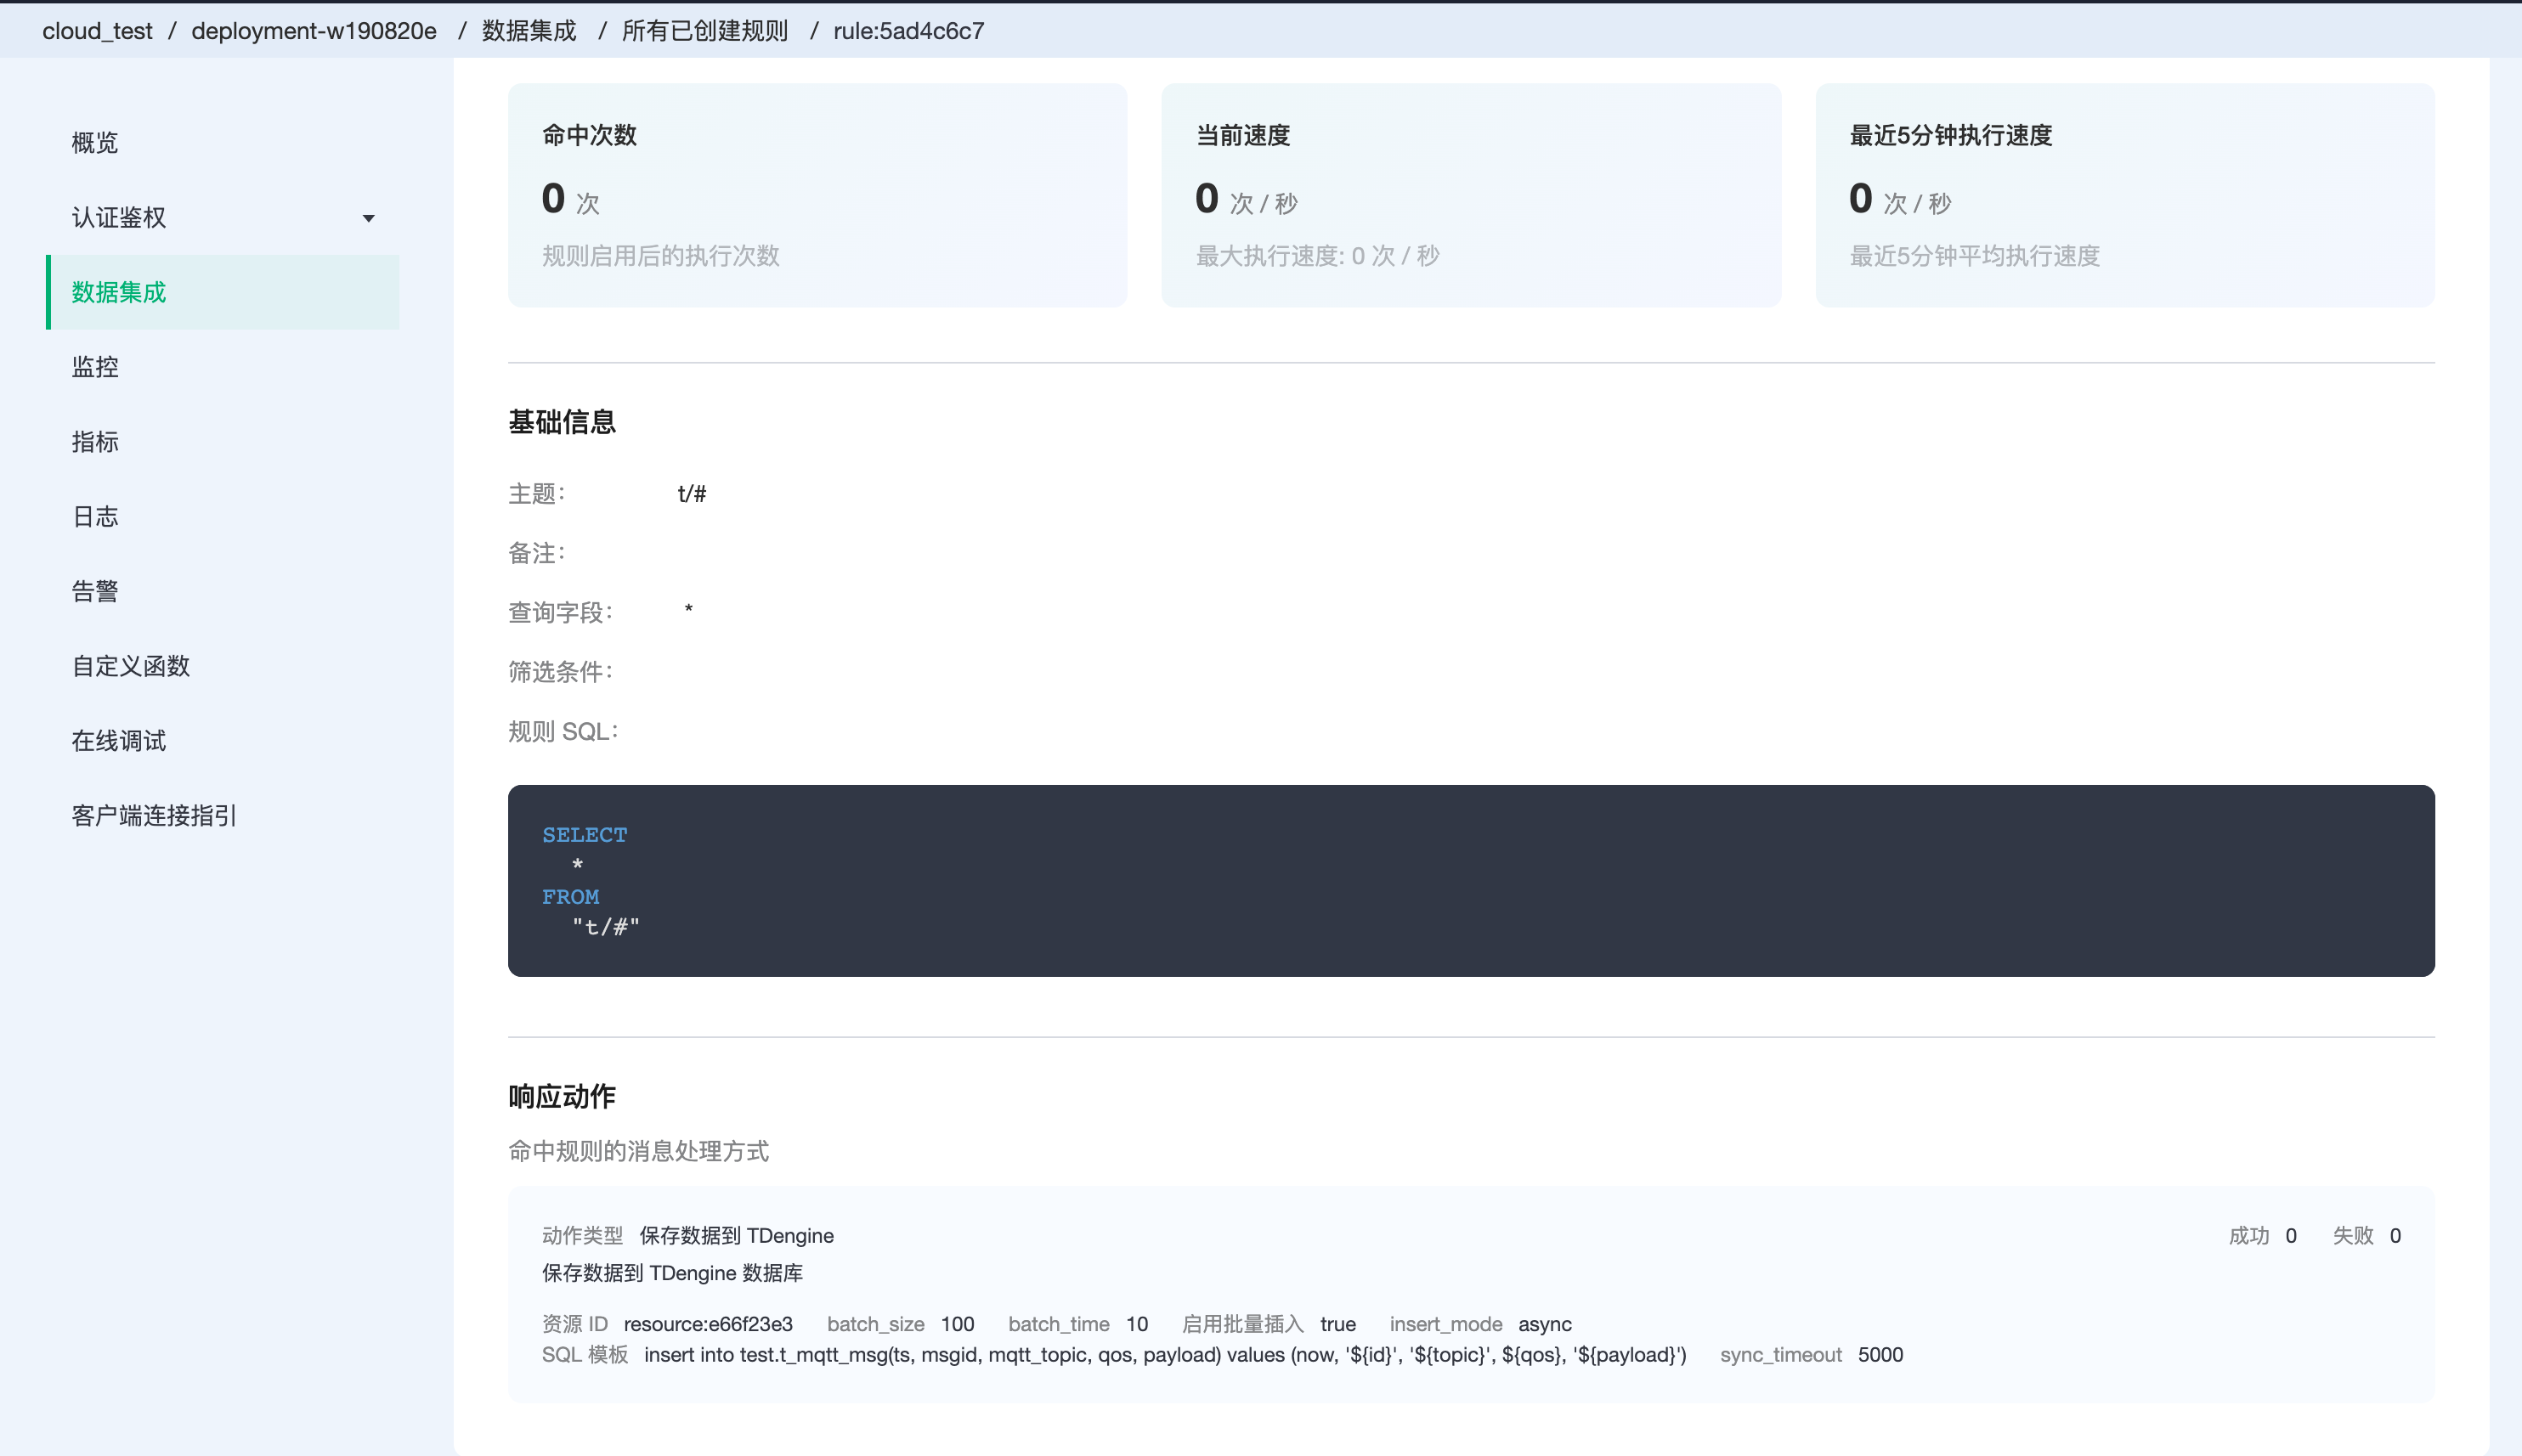 cloud_test / deployment-w190820e / 数据集成 / 所有已创建规则 / rule:5ad4c6c7
概览
认证鉴权
数据集成
监控
指标
日志
告警
自定义函数
在线调试
客户端连接指引
命中次数
0 次
规则启用后的执行次数
当前速度
0 次 / 秒
最大执行速度: 0 次 / 秒
最近5分钟执行速度
0 次 / 秒
最近5分钟平均执行速度
基础信息
主题: t/#
备注:
查询字段: *
筛选条件:
规则 SQL:
SELECT
*
FROM
"t/#"
响应动作
命中规则的消息处理方式
动作类型 保存数据到 TDengine 成功 0 失败 0
保存数据到 TDengine 数据库
资源 ID resource:e66f23e3 batch_size 100 batch_time 10 启用批量插入 true insert_mode async
SQL 模板 insert into test.t_mqtt_msg(ts, msgid, mqtt_topic, qos, payload) values (now, '${id}', '${topic}', ${qos}, '${payload}') sync_timeout 5000